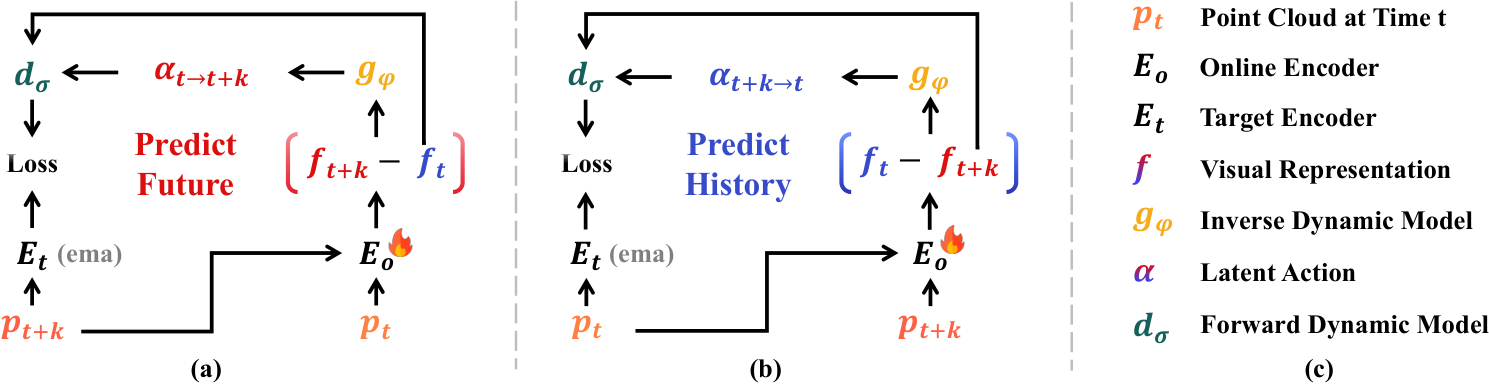 d_σ ← α_{t→t+k} ← g_φ
Loss
Predict
Future
[ f_{t+k} − f_t ]
E_t (ema)
E_o
p_{t+k}
p_t
(a)
d_σ ← α_{t+k→t} ← g_φ
Loss
Predict
History
[ f_t − f_{t+k} ]
E_t (ema)
E_o
p_t
p_{t+k}
(b)
p_t Point Cloud at Time t
E_o Online Encoder
E_t Target Encoder
f Visual Representation
g_φ Inverse Dynamic Model
α Latent Action
d_σ Forward Dynamic Model
(c)